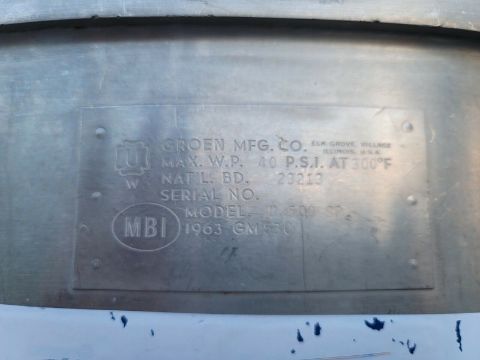 GROEN MFG. CO. ELK GROVE, VILLAGE
ILLINOIS, U.S.A.
U
W
MAX. W.P. 40 P.S.I. AT 300°F
NAT'L. BD. 23213
SERIAL NO.
MODEL
MBI
1963 GM 530